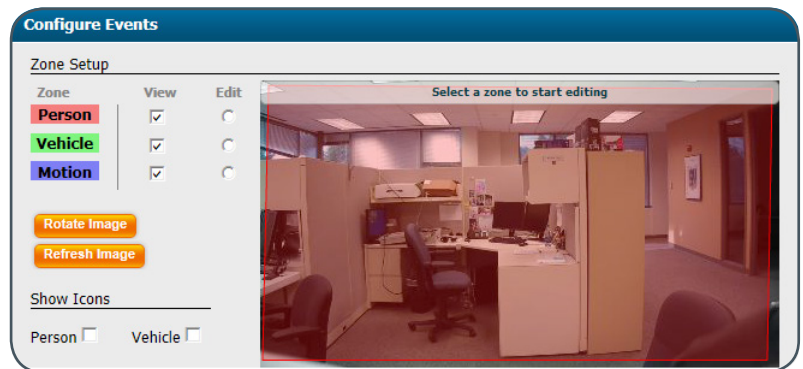 Configure Events
Zone Setup
Zone View Edit
Select a zone to start editing
Person
Vehicle
Motion
Rotate Image
Refresh Image
Show Icons
Person Vehicle